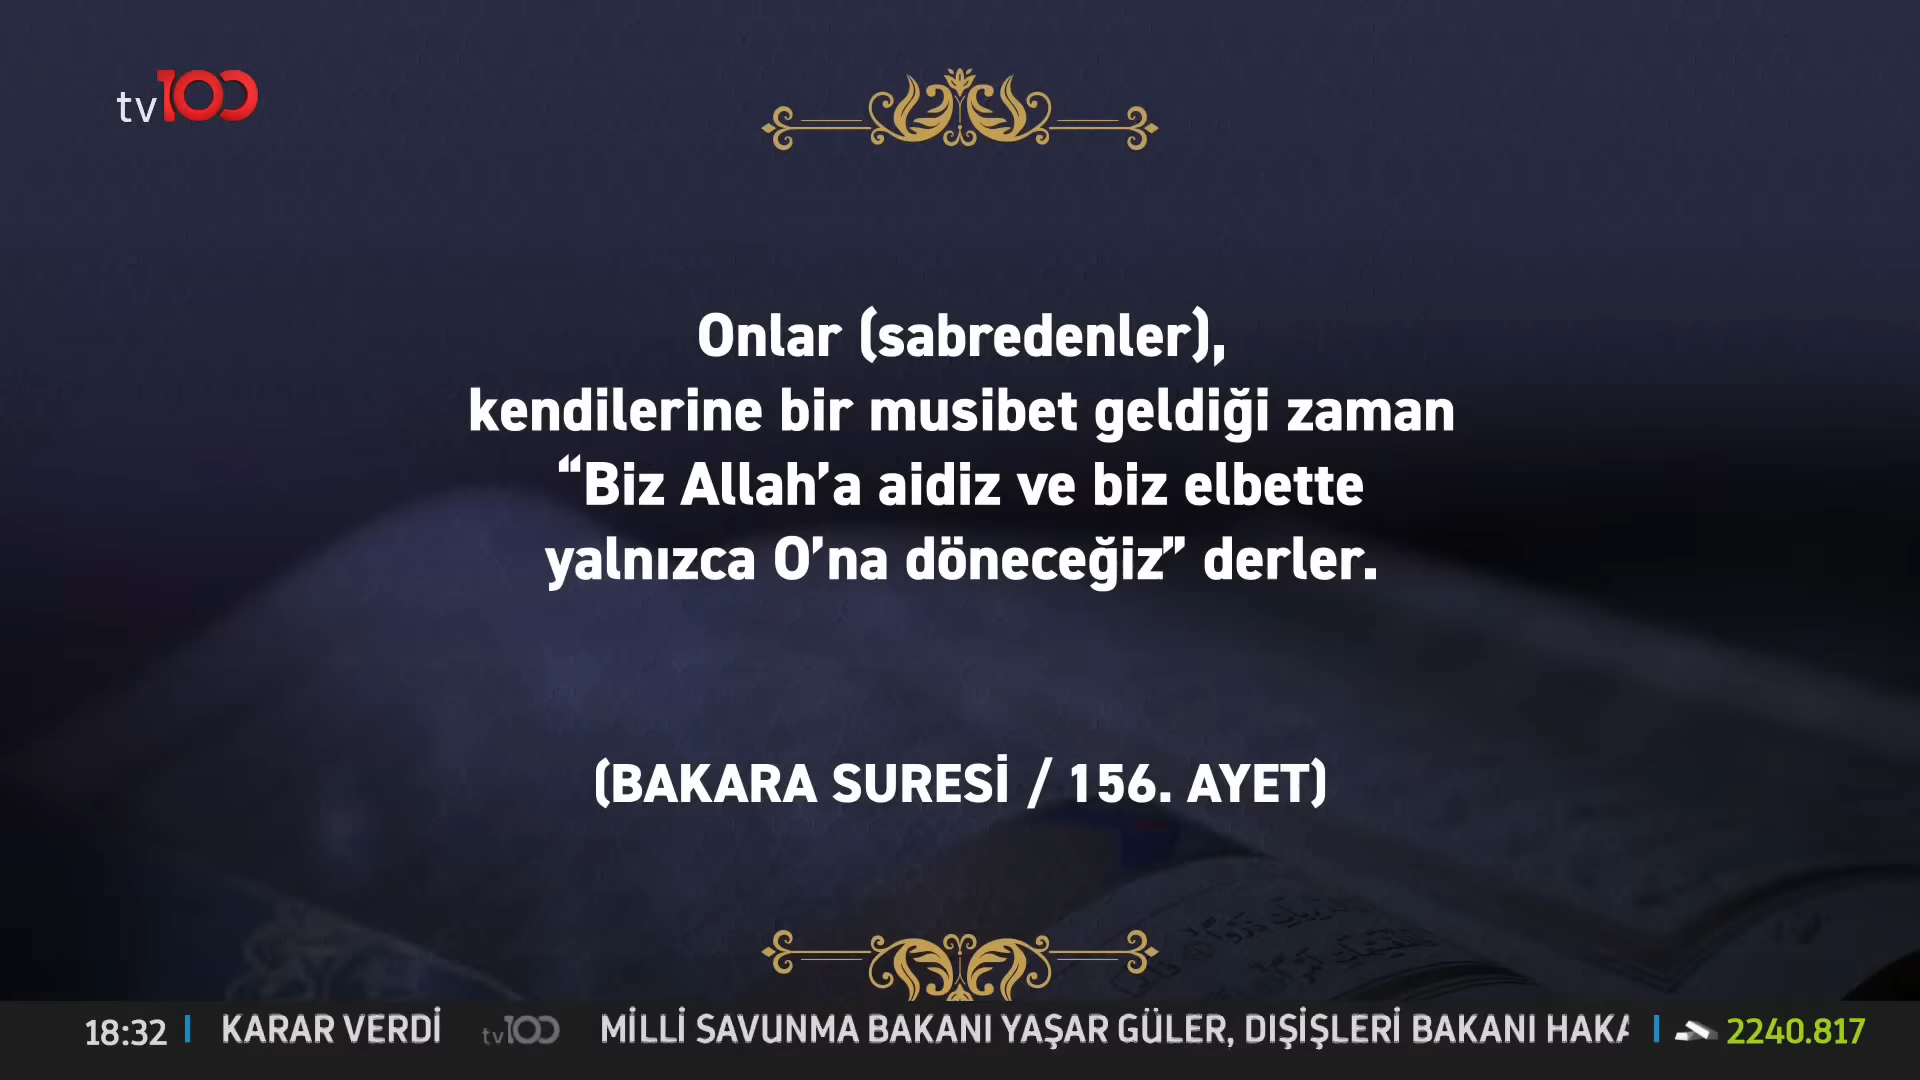 tv100
Onlar (sabredenler),
kendilerine bir musibet geldiği zaman
“Biz Allah’a aidiz ve biz elbette
yalnızca O’na döneceğiz” derler.
(BAKARA SURESİ / 156. AYET)
18:32 KARAR VERDİ tv100 MİLLİ SAVUNMA BAKANI YAŞAR GÜLER, DIŞİŞLERİ BAKANI HAKA 2240.817